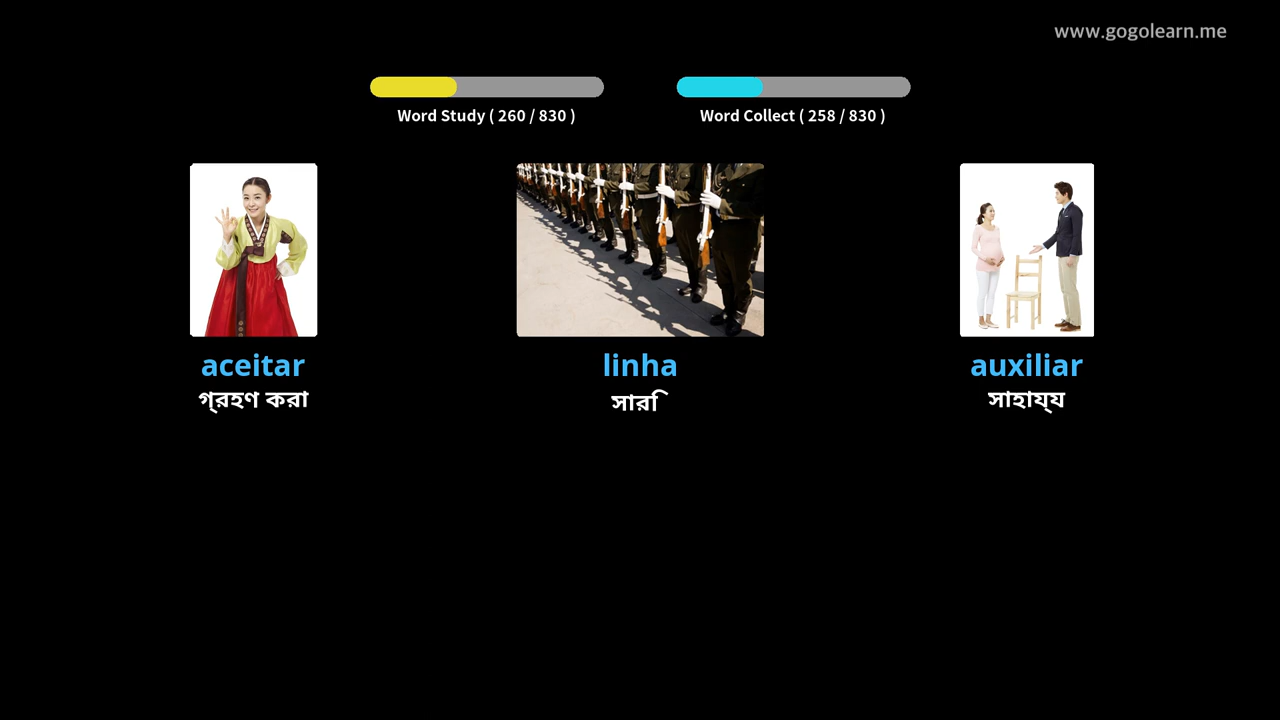 www.gogolearn.me
Word Study ( 260 / 830 )
Word Collect ( 258 / 830 )
aceitar
linha
auxiliar
গ্রহণ করা
সারি
সাহায্য